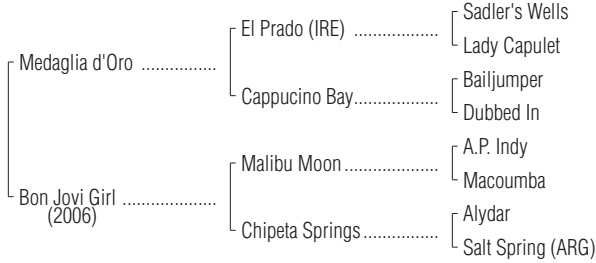 Sadler's Wells
El Prado (IRE) ..................
Lady Capulet
Medaglia d'Oro ................
Bailjumper
Cappucino Bay..................
Dubbed In
A.P. Indy
Malibu Moon....................
Macoumba
Bon Jovi Girl ....................
(2006)
Alydar
Chipeta Springs................
Salt Spring (ARG)